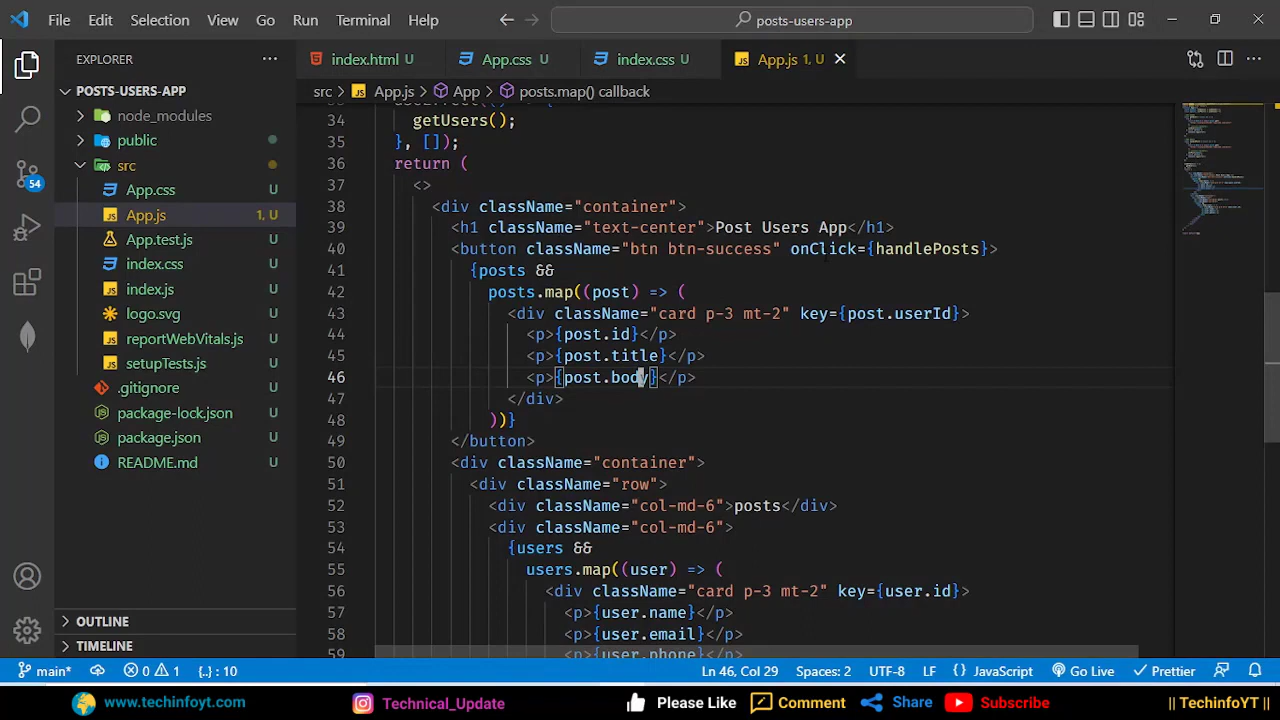 File Edit Selection View Go Run Terminal Help posts-users-app
EXPLORER index.html U App.css U index.css U App.js 1, U
POSTS-USERS-APP src App.js App posts.map() callback
node_modules
public
src
App.css U
App.js 1, U
App.test.js U
index.css U
index.js U
logo.svg U
reportWebVitals.js U
setupTests.js U
.gitignore U
package-lock.json U
package.json U
README.md U
54
34 getUsers();
35 }, []);
36 return (
37 <>
38 <div className="container">
39 <h1 className="text-center">Post Users App</h1>
40 <button className="btn btn-success" onClick={handlePosts}>
41 {posts &&
42 posts.map((post) => (
43 <div className="card p-3 mt-2" key={post.userId}>
44 <p>{post.id}</p>
45 <p>{post.title}</p>
46 <p>{post.body}</p>
47 </div>
48 ))}
49 </button>
50 <div className="container">
51 <div className="row">
52 <div className="col-md-6">posts</div>
53 <div className="col-md-6">
54 {users &&
55 users.map((user) => (
56 <div className="card p-3 mt-2" key={user.id}>
57 <p>{user.name}</p>
58 <p>{user.email}</p>
59 <p>{user.phone}</p>
OUTLINE
TIMELINE
main* 0 1 {..} : 10 Ln 46, Col 29 Spaces: 2 UTF-8 LF {} JavaScript Go Live Prettier
www.techinfoyt.com Technical_Update Please Like Comment Share Subscribe || TechinfoYT ||